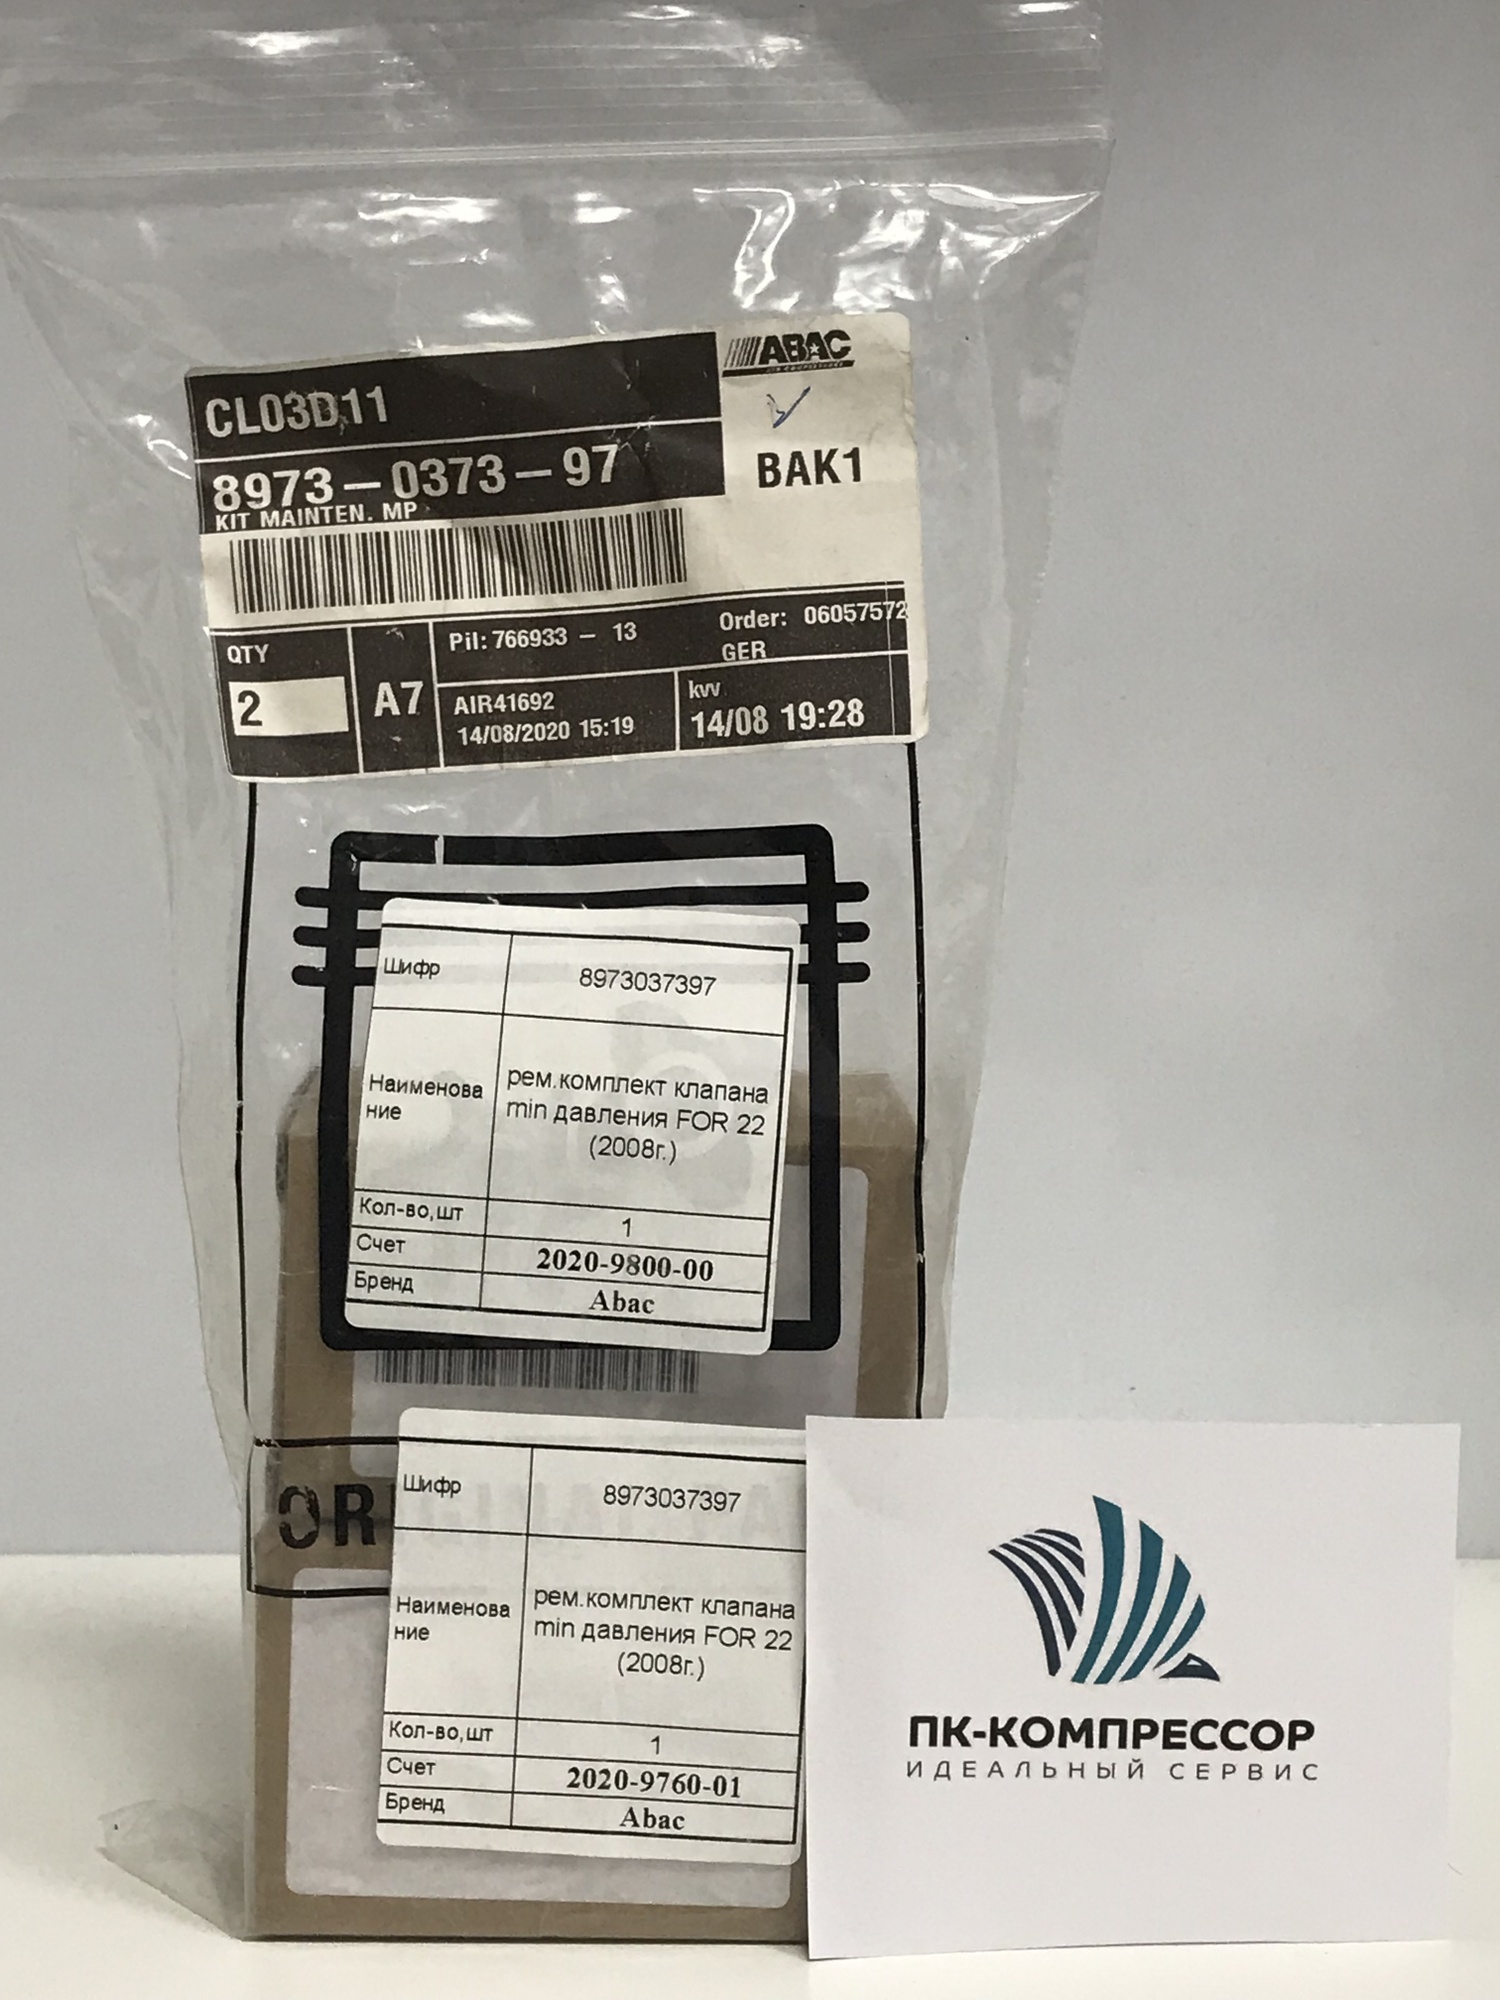 ABAC
CL03D11
8973-0373-97
BAK1
KIT MAINTEN. MP
QTY
2
A7
Pil: 766933 - 13
Order: 06057572
GER
AIR41692
14/08/2020 15:19
kw
14/08 19:28
Шифр
8973037397
Наименова
ние
рем.комплект клапана
min давления FOR 22
(2008г.)
Кол-во,шт
1
Счет
2020-9800-00
Бренд
Abac
OR
Шифр
8973037397
Наименова
ние
рем.комплект клапана
min давления FOR 22
(2008г.)
Кол-во,шт
1
Счет
2020-9760-01
Бренд
Abac
ПК-КОМПРЕССОР
ИДЕАЛЬНЫЙ СЕРВИС